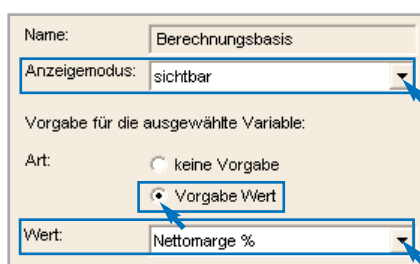 Name: Berechnungsbasis
Anzeigemodus: sichtbar
Vorgabe für die ausgewählte Variable:
Art: keine Vorgabe
Vorgabe Wert
Wert: Nettomarge %